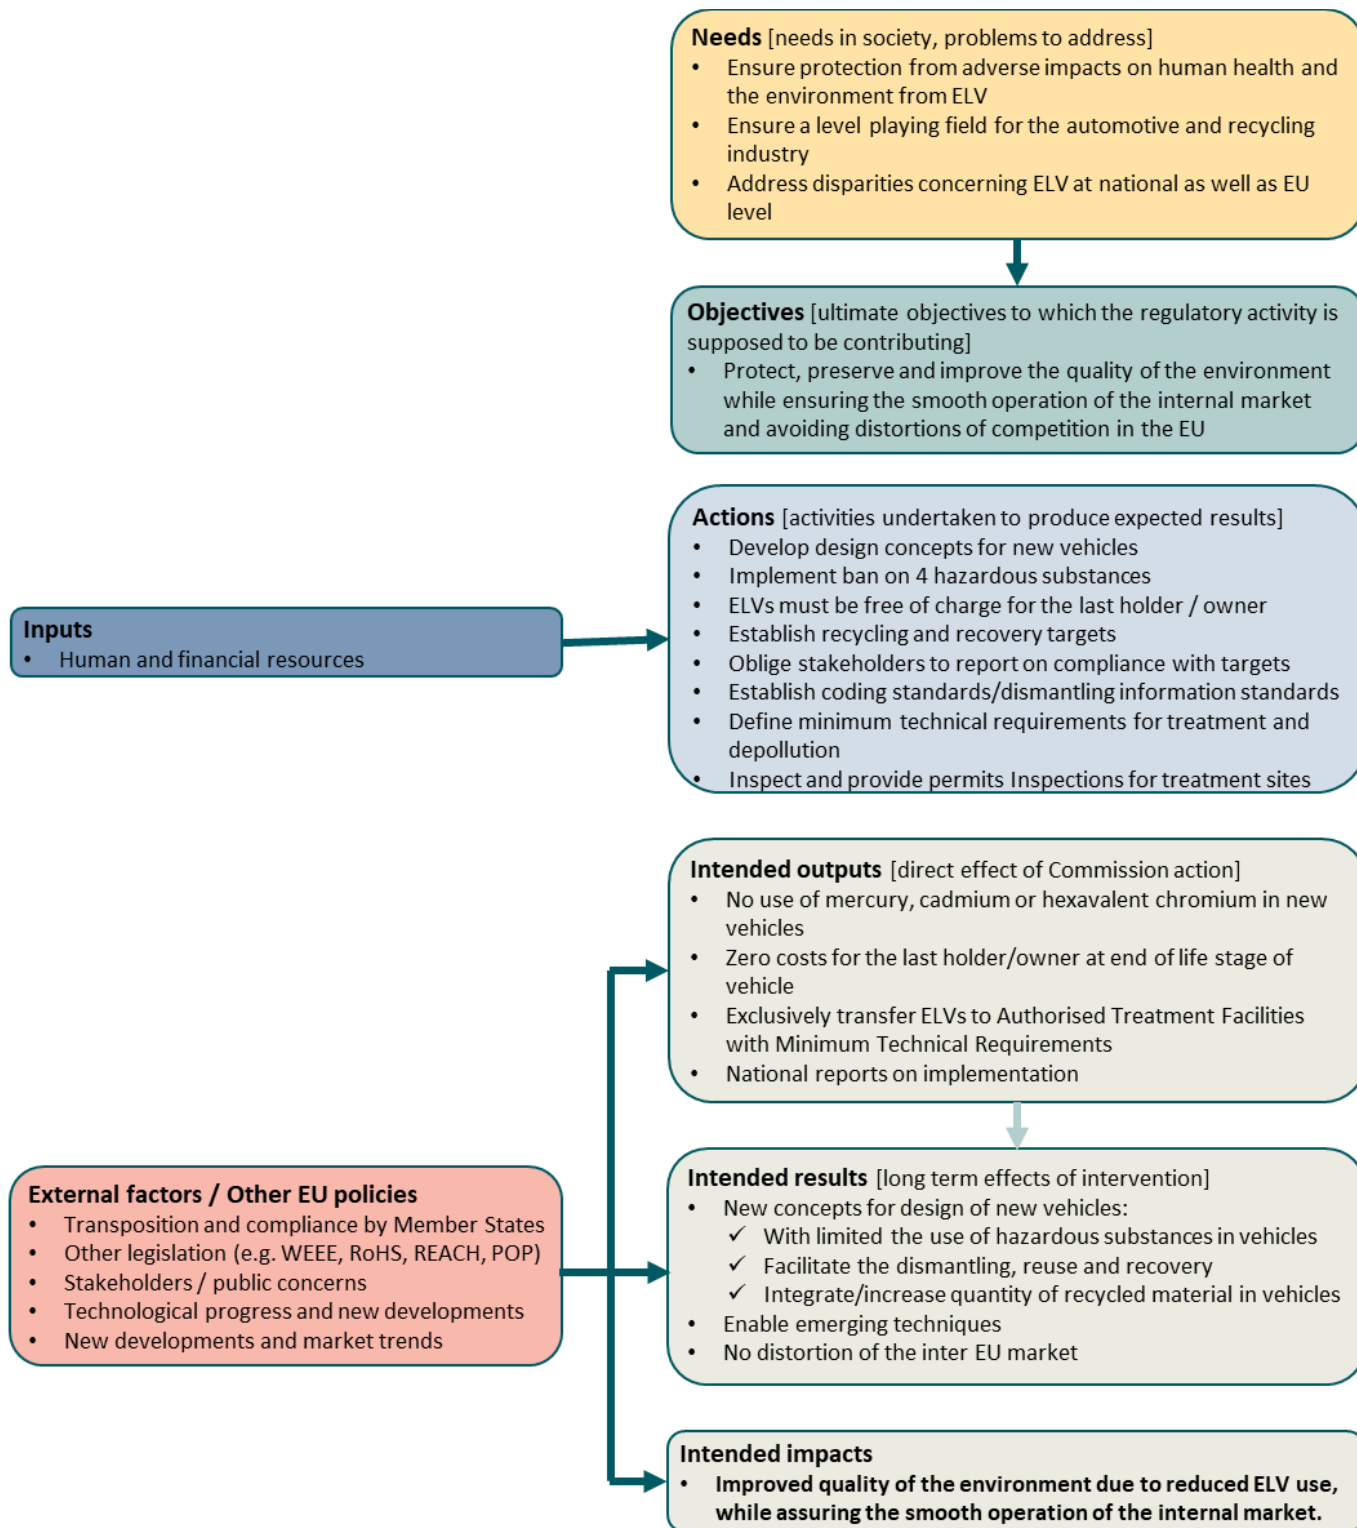 Needs [needs in society, problems to address]
• Ensure protection from adverse impacts on human health and
the environment from ELV
• Ensure a level playing field for the automotive and recycling
industry
• Address disparities concerning ELV at national as well as EU
level
Objectives [ultimate objectives to which the regulatory activity is
supposed to be contributing]
• Protect, preserve and improve the quality of the environment
while ensuring the smooth operation of the internal market
and avoiding distortions of competition in the EU
Inputs
• Human and financial resources
Actions [activities undertaken to produce expected results]
• Develop design concepts for new vehicles
• Implement ban on 4 hazardous substances
• ELVs must be free of charge for the last holder / owner
• Establish recycling and recovery targets
• Oblige stakeholders to report on compliance with targets
• Establish coding standards/dismantling information standards
• Define minimum technical requirements for treatment and
depollution
• Inspect and provide permits Inspections for treatment sites
Intended outputs [direct effect of Commission action]
• No use of mercury, cadmium or hexavalent chromium in new
vehicles
• Zero costs for the last holder/owner at end of life stage of
vehicle
• Exclusively transfer ELVs to Authorised Treatment Facilities
with Minimum Technical Requirements
• National reports on implementation
External factors / Other EU policies
• Transposition and compliance by Member States
• Other legislation (e.g. WEEE, RoHS, REACH, POP)
• Stakeholders / public concerns
• Technological progress and new developments
• New developments and market trends
Intended results [long term effects of intervention]
• New concepts for design of new vehicles:
✓ With limited the use of hazardous substances in vehicles
✓ Facilitate the dismantling, reuse and recovery
✓ Integrate/increase quantity of recycled material in vehicles
• Enable emerging techniques
• No distortion of the inter EU market
Intended impacts
• Improved quality of the environment due to reduced ELV use,
while assuring the smooth operation of the internal market.